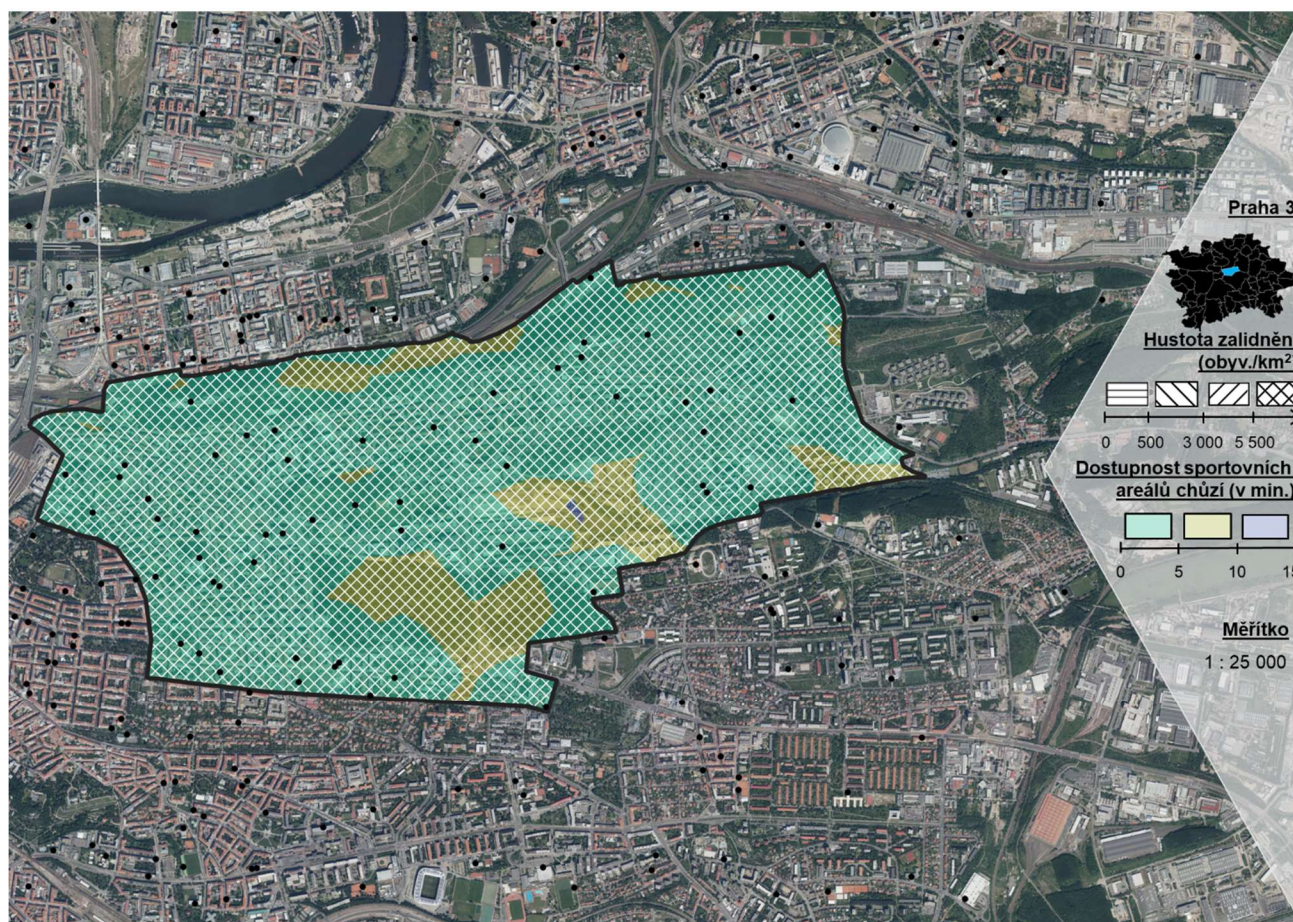 Praha 3
Hustota zalidněn
(obyv./km²
0 500 3 000 5 500
Dostupnost sportovních
areálů chůzí (v min.)
0 5 10 15
Měřítko
1 : 25 000